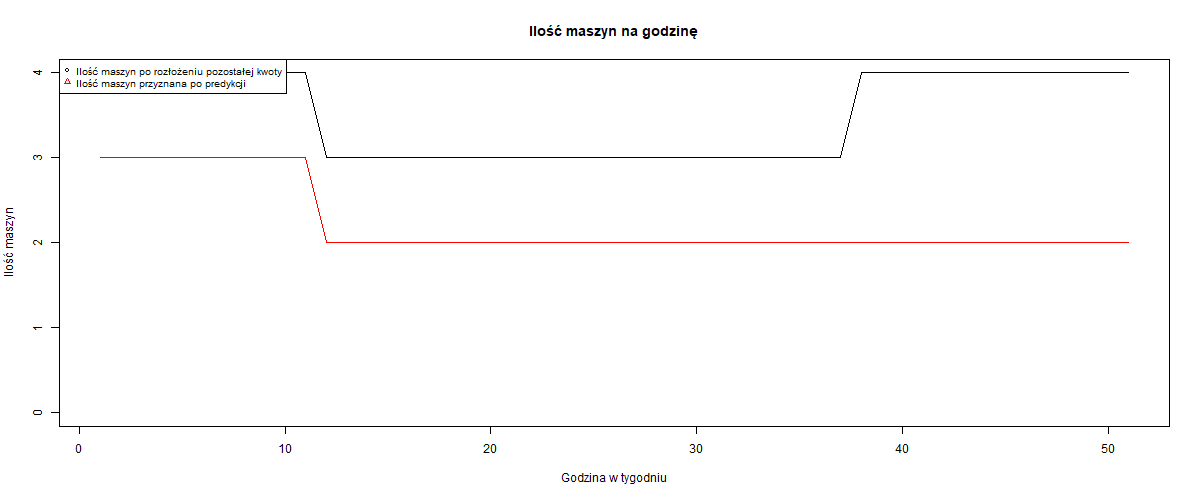 Ilość maszyn na godzinę
Ilość maszyn po rozłożeniu pozostałej kwoty
Ilość maszyn przyznana po predykcji
Ilość maszyn
4
3
2
1
0
0 10 20 30 40 50
Godzina w tygodniu